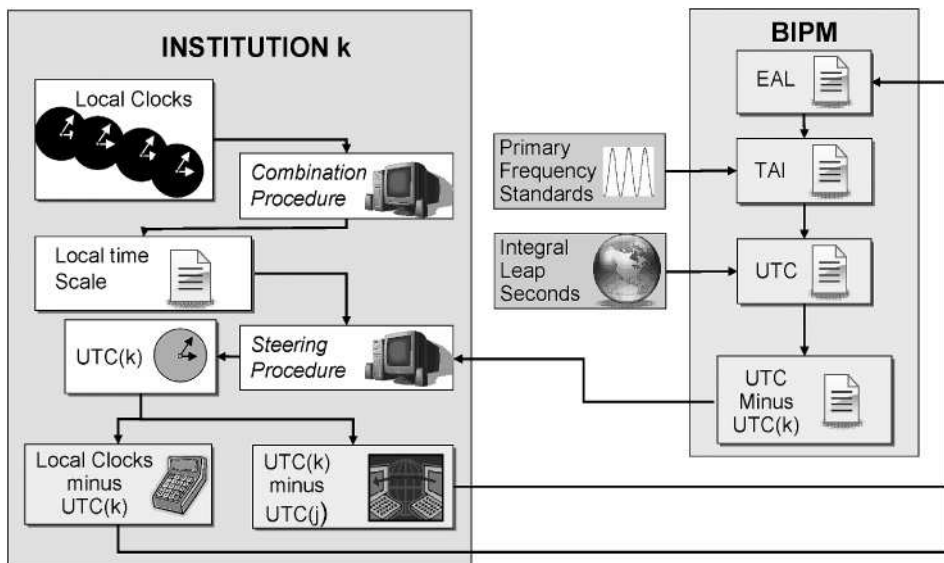 INSTITUTION k
Local Clocks
Combination
Procedure
Local time
Scale
UTC(k)
Steering
Procedure
Local Clocks
minus
UTC(k)
UTC(k)
minus
UTC(j)
Primary
Frequency
Standards
Integral
Leap
Seconds
BIPM
EAL
TAI
UTC
UTC
Minus
UTC(k)